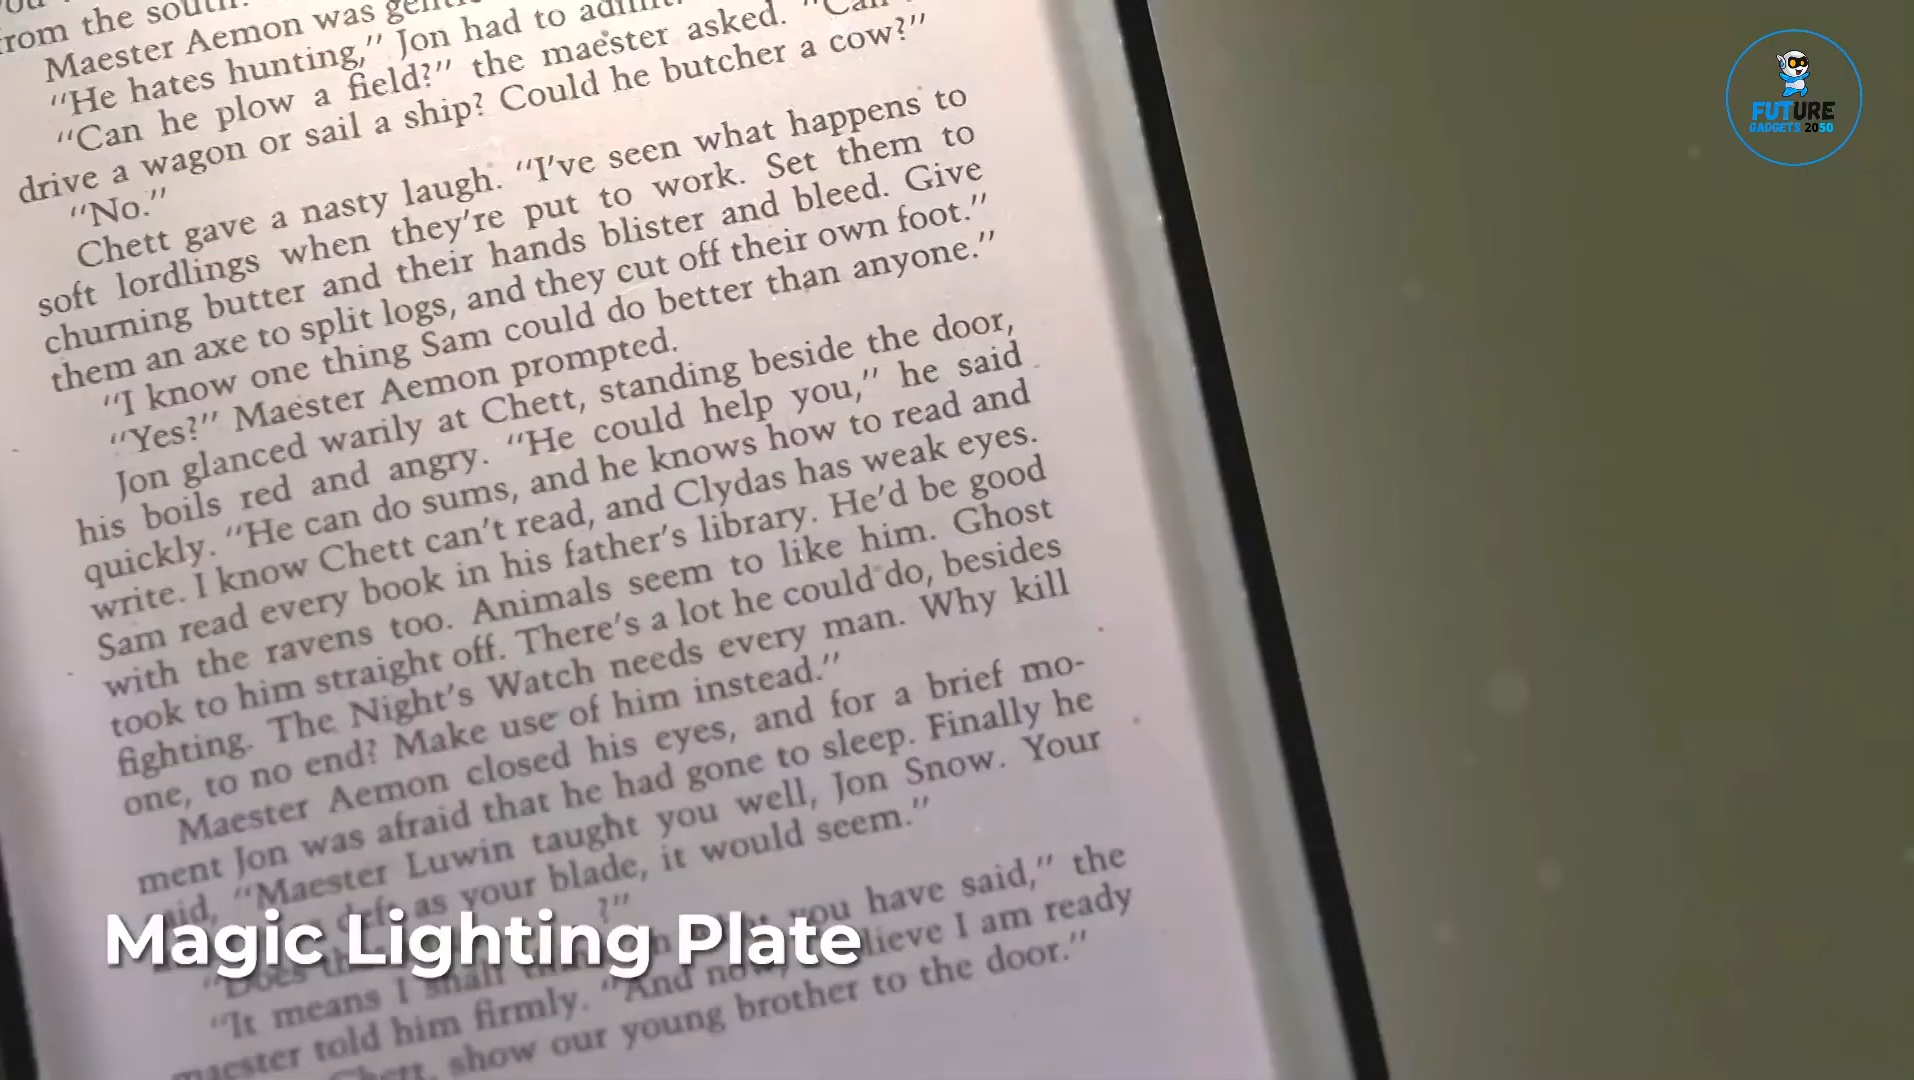 from the south.
Maester Aemon was
"He hates hunting," Jon had to
"Can he plow a field?" the maester asked. "Can
drive a wagon or sail a ship? Could he butcher a cow?"
"No."
Chett gave a nasty laugh. "I've seen what happens to
soft lordlings when they're put to work. Set them to
churning butter and their hands blister and bleed. Give
them an axe to split logs, and they cut off their own foot."
"I know one thing Sam could do better than anyone."
"Yes?" Maester Aemon prompted.
Jon glanced warily at Chett, standing beside the door,
his boils red and angry. "He could help you," he said
quickly. "He can do sums, and he knows how to read and
write. I know Chett can't read, and Clydas has weak eyes.
Sam read every book in his father's library. He'd be good
with the ravens too. Animals seem to like him. Ghost
took to him straight off. There's a lot he could do, besides
fighting. The Night's Watch needs every man. Why kill
one, to no end? Make use of him instead."
Maester Aemon closed his eyes, and for a brief mo-
ment Jon was afraid that he had gone to sleep. Finally he
said, "Maester Luwin taught you well, Jon Snow. Your
deft as your blade, it would seem."
"Does ?"
"It means I shall you have said," the
maester told him firmly. "And now, I believe I am ready
Chett, show our young brother to the door."
Magic Lighting Plate
FUTURE
GADGETS 2050